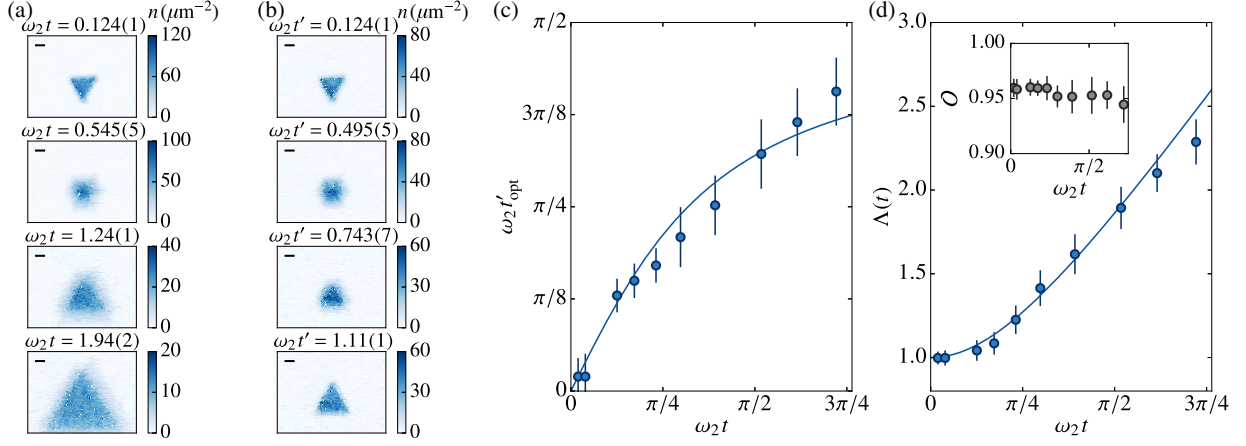 (a)
n(μm⁻²)
ω₂t = 0.124(1)
120
60
0
ω₂t = 0.545(5)
100
50
0
ω₂t = 1.24(1)
40
20
0
ω₂t = 1.94(2)
20
10
0
(b)
n(μm⁻²)
ω₂t′ = 0.124(1)
80
40
0
ω₂t′ = 0.495(5)
80
40
0
ω₂t′ = 0.743(7)
60
30
0
ω₂t′ = 1.11(1)
60
30
0
(c)
π/2
3π/8
π/4
π/8
0
ω₂t′opt
0
π/4
π/2
3π/4
ω₂t
(d)
3.0
2.5
2.0
1.5
1.0
Λ(t)
0
π/4
π/2
3π/4
ω₂t
1.00
0.95
0.90
O
0
π/2
ω₂t